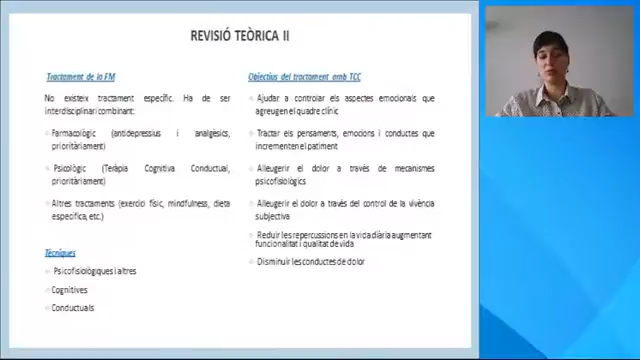 REVISIÓ TEÒRICA II
Tractament de la FM
No existeix tractament específic. Ha de ser
interdisciplinari combinant:
Farmacològic (antidepressius i analgèsics,
prioritàriament)
Psicològic (Teràpia Cognitiva Conductual,
prioritàriament)
Altres tractaments (exercici físic, mindfulness, dieta
específica, etc.)
Tècniques
Psicofisiològiques i altres
Cognitives
Conductuals
Objectius del tractament amb TCC
Ajudar a controlar els aspectes emocionals que
agreugen el quadre clínic
Tractar els pensaments, emocions i conductes que
incrementen el patiment
Alleugerir el dolor a través de mecanismes
psicofisiològics
Alleugerir el dolor a través del control de la vivència
subjectiva
Reduir les repercussions en la vida diària augmentant
funcionalitat i qualitat de vida
Disminuir les conductes de dolor